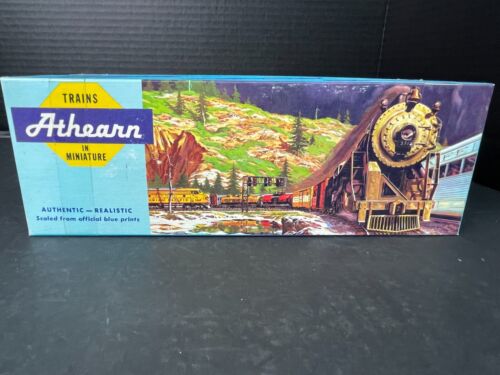 TRAINS
Athearn
IN
MINIATURE
AUTHENTIC — REALISTIC
Scaled from official blue prints